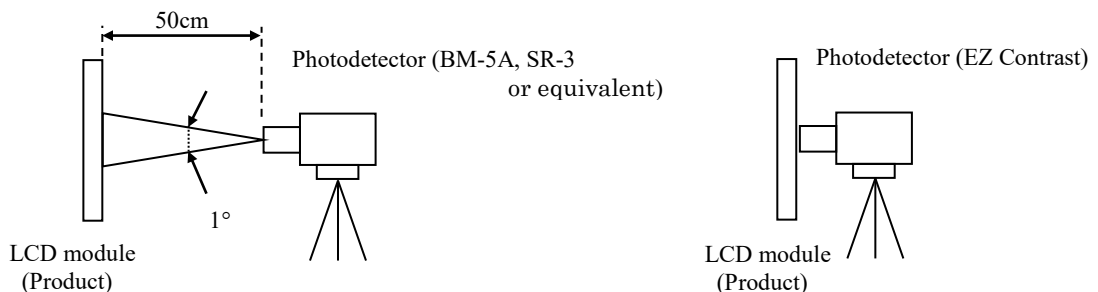 50cm
Photodetector (BM-5A, SR-3
or equivalent)
1°
LCD module
(Product)
Photodetector (EZ Contrast)
LCD module
(Product)